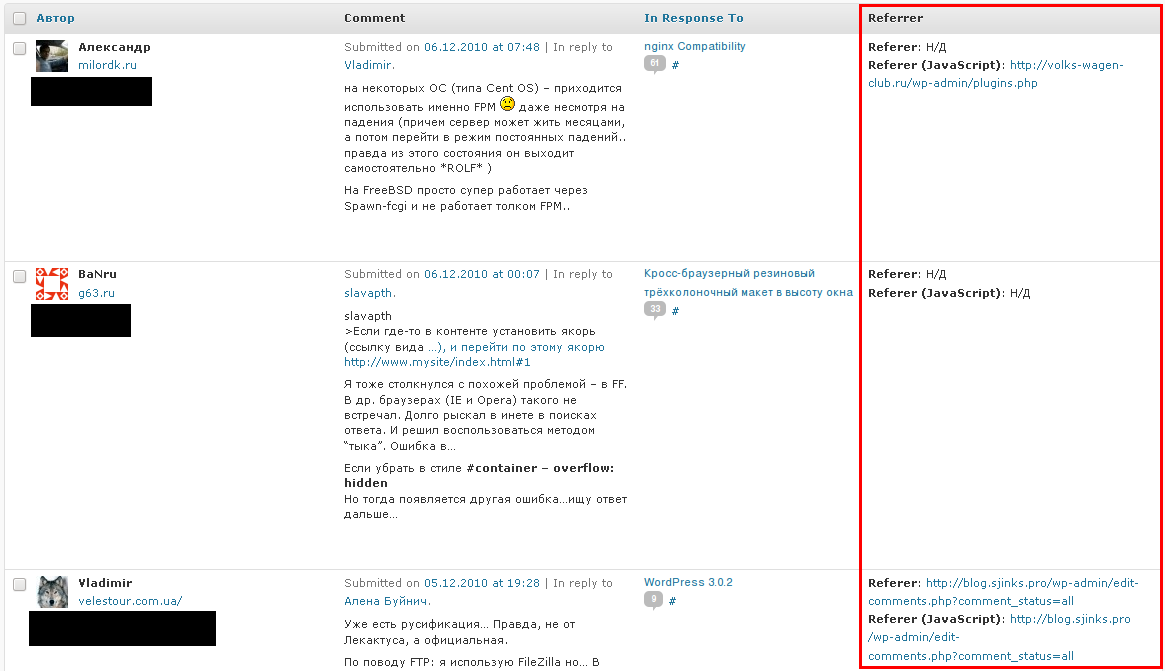 Автор Comment In Response To Referrer
Александр
milordk.ru
Submitted on 06.12.2010 at 07:48 | In reply to
Vladimir.
на некоторых ОС (типа Cent OS) – приходится
использовать именно FPM даже несмотря на
падения (причем сервер может жить месяцами,
а потом перейти в режим постоянных падений..
правда из этого состояния он выходит
самостоятельно *ROLF* )
На FreeBSD просто супер работает через
Spawn-fcgi и не работает толком FPM..
nginx Compatibility
61 #
Referer: Н/Д
Referer (JavaScript): http://volks-wagen-
club.ru/wp-admin/plugins.php
BaNru
g63.ru
Submitted on 06.12.2010 at 00:07 | In reply to
slavapth.
slavapth
>Если где-то в контенте установить якорь
(ссылку вида ...), и перейти по этому якорю
http://www.mysite/index.html#1
Я тоже столкнулся с похожей проблемой – в FF.
В др. браузерах (IE и Opera) такого не
встречал. Долго рыскал в инете в поисках
ответа. И решил воспользоваться методом
“тыка”. Ошибка в…
Если убрать в стиле #container – overflow:
hidden
Но тогда появляется другая ошибка…ищу ответ
дальше…
Кросс-браузерный резиновый
трёхколоночный макет в высоту окна
33 #
Referer: Н/Д
Referer (JavaScript): Н/Д
Vladimir
velestour.com.ua/
Submitted on 05.12.2010 at 19:28 | In reply to
Алена Буйнич.
Уже есть русификация… Правда, не от
Лекактуса, а официальная.
По поводу FTP: я использую FileZilla но… В
WordPress 3.0.2
9 #
Referer: http://blog.sjinks.pro/wp-admin/edit-
comments.php?comment_status=all
Referer (JavaScript): http://blog.sjinks.pro
/wp-admin/edit-
comments.php?comment_status=all